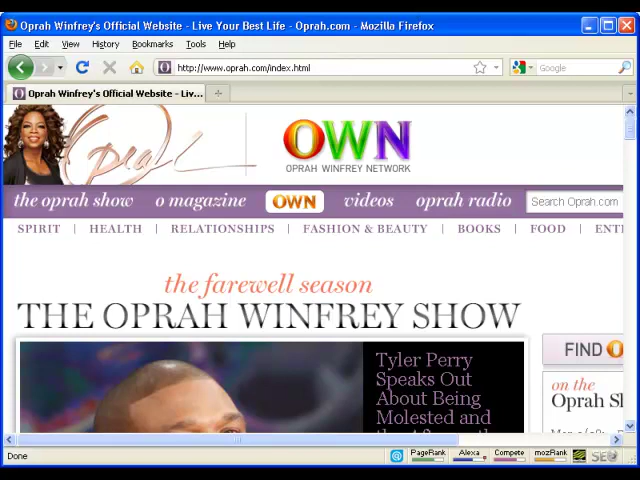 Oprah Winfrey's Official Website - Live Your Best Life - Oprah.com - Mozilla Firefox
File Edit View History Bookmarks Tools Help
http://www.oprah.com/index.html
Google
Oprah Winfrey's Official Website - Liv...
Oprah
OWN
OPRAH WINFREY NETWORK
the oprah show o magazine OWN videos oprah radio Search Oprah.com
SPIRIT | HEALTH | RELATIONSHIPS | FASHION & BEAUTY | BOOKS | FOOD | ENT
the farewell season
THE OPRAH WINFREY SHOW
Tyler Perry
Speaks Out
About Being
Molested and
FIND O
on the
Oprah Sh
Done
PageRank Alexa Compete mozRank SEO